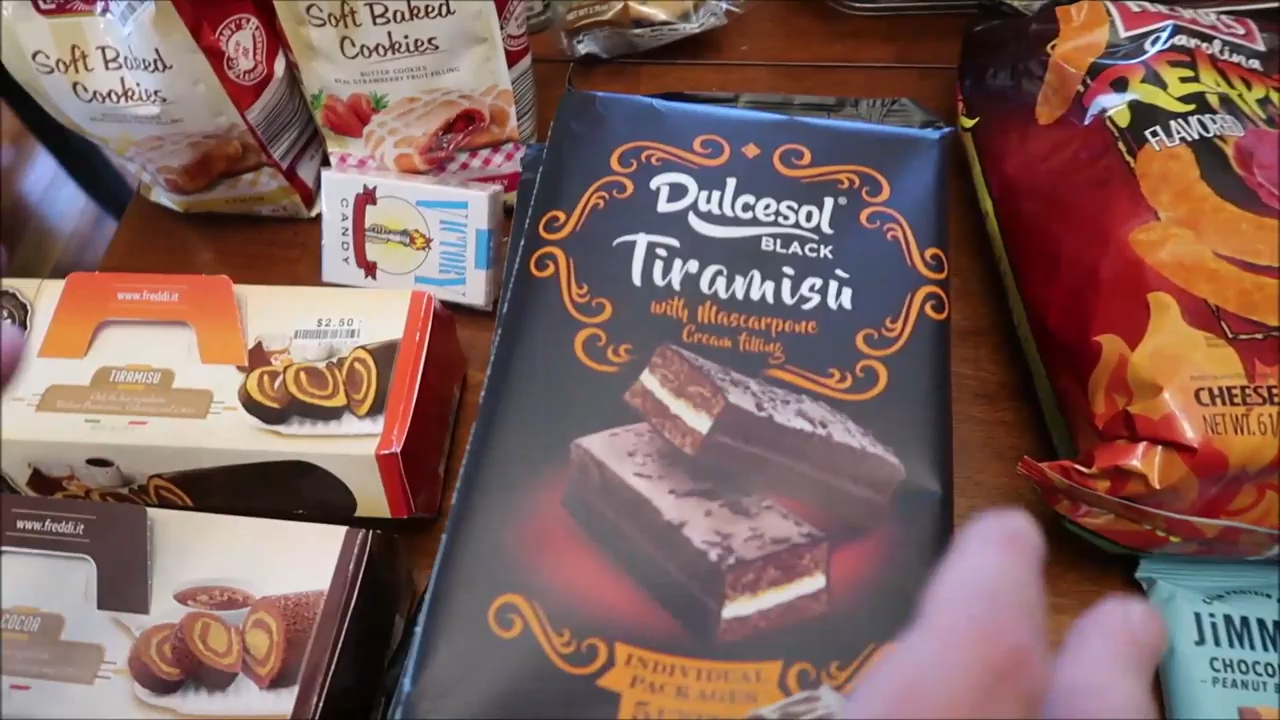 Soft Baked
Cookies
Soft Baked
Cookies
BUTTER COOKIES
REAL STRAWBERRY FRUIT FILLING
VICTORY
CANDY
www.freddi.it
$2.50
TIRAMISU
www.freddi.it
COCOA
Dulcesol®
BLACK
Tiramisù
with Mascarpone
Cream filling
INDIVIDUAL
PACKAGES
Carolina
REAP
FLAVORED
CHEESE
NET WT. 6
JiMM
CHOCO
PEANUT